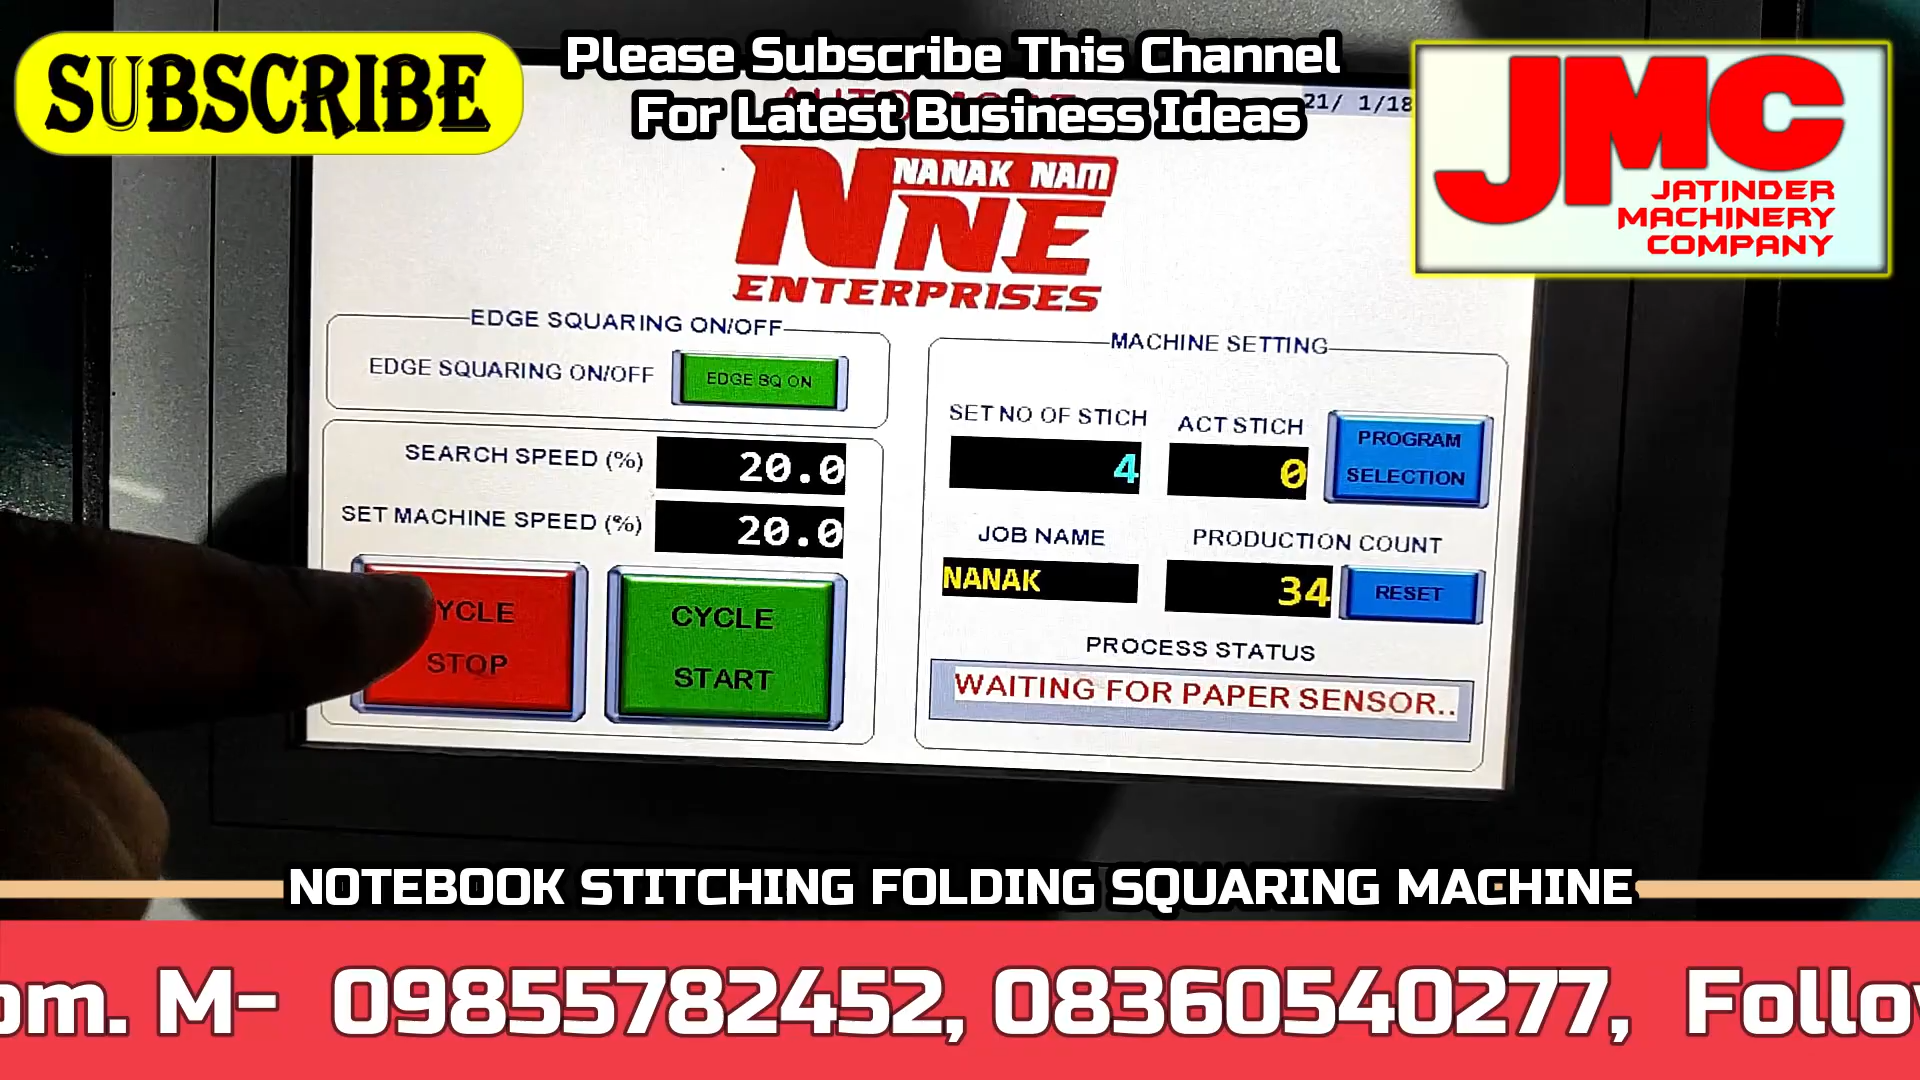 SUBSCRIBE
Please Subscribe This Channel
For Latest Business Ideas
21/ 1/18
JMC
JATINDER
MACHINERY
COMPANY
NANAK NAM
NNE
ENTERPRISES
EDGE SQUARING ON/OFF
EDGE SQUARING ON/OFF
EDGE SQ ON
SEARCH SPEED (%)
20.0
SET MACHINE SPEED (%)
20.0
YCLE
STOP
CYCLE
START
MACHINE SETTING
SET NO OF STICH
4
ACT STICH
0
PROGRAM
SELECTION
JOB NAME
NANAK
PRODUCTION COUNT
34
RESET
PROCESS STATUS
WAITING FOR PAPER SENSOR..
NOTEBOOK STITCHING FOLDING SQUARING MACHINE
om. M- 09855782452, 08360540277, Follo